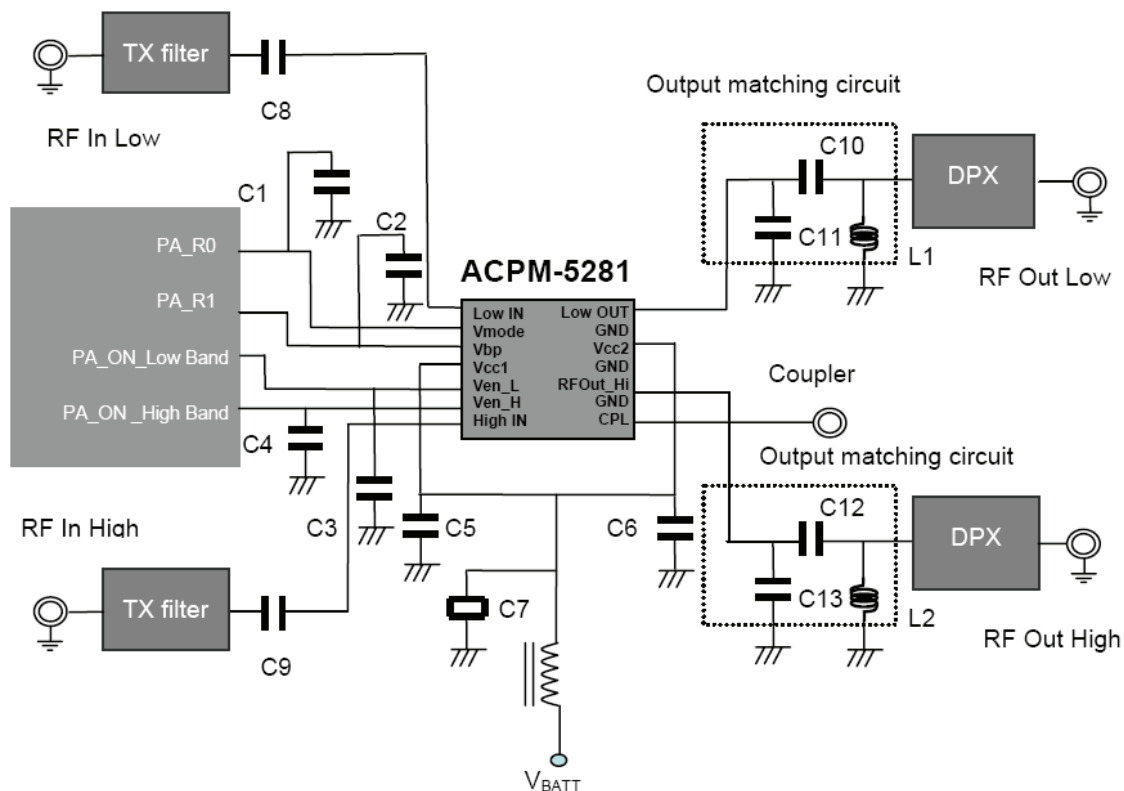 TX filter
C8
RF In Low
Output matching circuit
C10
DPX
C11
L1
RF Out Low
C1
C2
PA_R0
PA_R1
PA_ON_Low Band
PA_ON _High Band
ACPM-5281
Low IN
Vmode
Vbp
Vcc1
Ven_L
Ven_H
High IN
Low OUT
GND
Vcc2
GND
RFOut_Hi
GND
CPL
Coupler
C4
C3
C5
C6
C7
Output matching circuit
C12
DPX
C13
L2
RF Out High
RF In High
TX filter
C9
VBATT